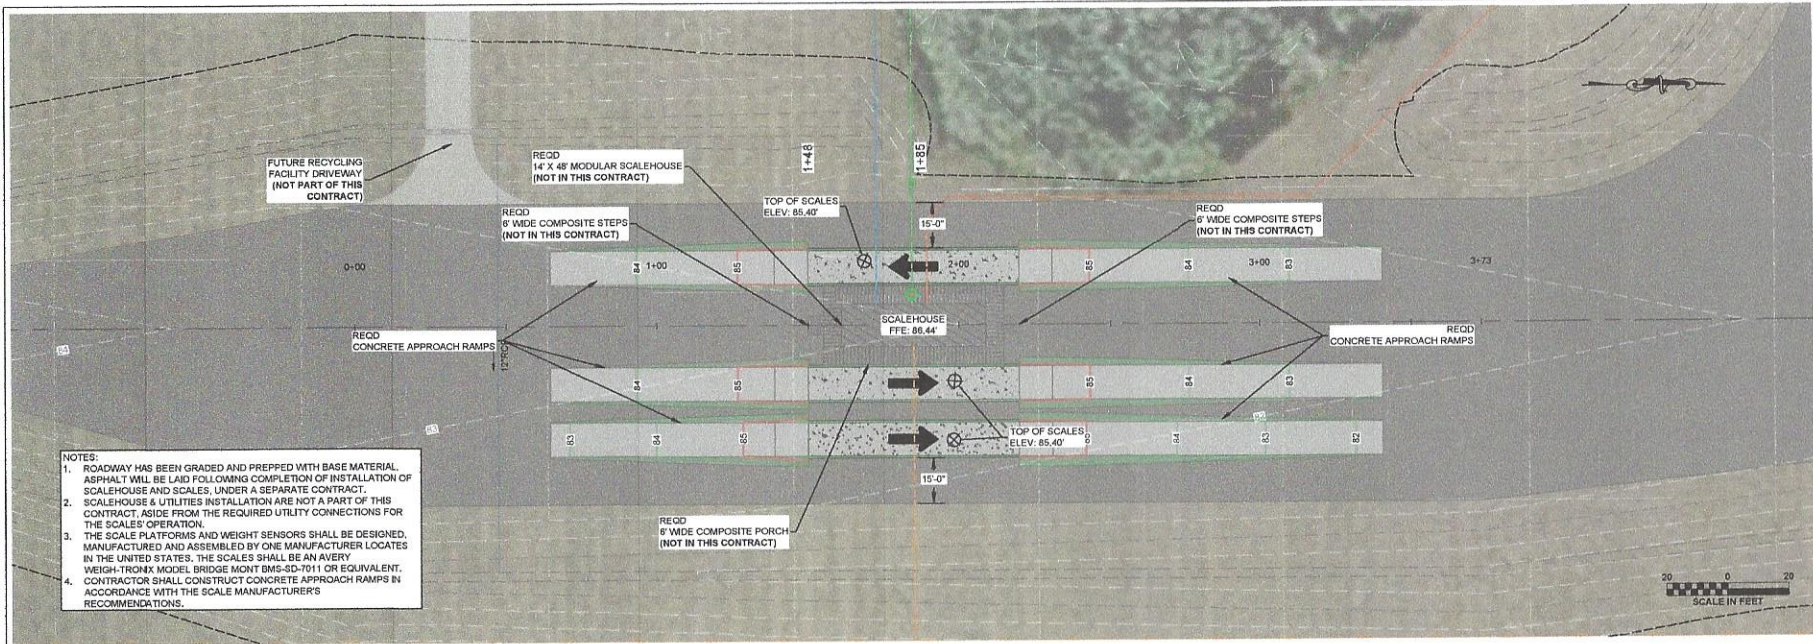 1+48
1+85
FUTURE RECYCLING
FACILITY DRIVEWAY
(NOT PART OF THIS
CONTRACT)
REQD
14' X 48' MODULAR SCALEHOUSE
(NOT IN THIS CONTRACT)
REQD
6' WIDE COMPOSITE STEPS
(NOT IN THIS CONTRACT)
TOP OF SCALES
ELEV: 85.40'
15'-0"
REQD
6' WIDE COMPOSITE STEPS
(NOT IN THIS CONTRACT)
0+00
84
1+00
85
2+00
85
84
3+00
83
3+73
SCALEHOUSE
FFE: 86.44'
REQD
CONCRETE APPROACH RAMPS
12"RCP
REQD
CONCRETE APPROACH RAMPS
84
84
85
85
84
83
83
83
83
84
85
TOP OF SCALES
ELEV: 85.40'
85
84
83
82
15'-0"
REQD
6' WIDE COMPOSITE PORCH
(NOT IN THIS CONTRACT)
NOTES:
1. ROADWAY HAS BEEN GRADED AND PREPPED WITH BASE MATERIAL.
ASPHALT WILL BE LAID FOLLOWING COMPLETION OF INSTALLATION OF
SCALEHOUSE AND SCALES, UNDER A SEPARATE CONTRACT.
2. SCALEHOUSE & UTILITIES INSTALLATION ARE NOT A PART OF THIS
CONTRACT, ASIDE FROM THE REQUIRED UTILITY CONNECTIONS FOR
THE SCALES' OPERATION.
3. THE SCALE PLATFORMS AND WEIGHT SENSORS SHALL BE DESIGNED,
MANUFACTURED AND ASSEMBLED BY ONE MANUFACTURER LOCATES
IN THE UNITED STATES. THE SCALES SHALL BE AN AVERY
WEIGH-TRONIX MODEL BRIDGE MONT BMS-SD-7011 OR EQUIVALENT.
4. CONTRACTOR SHALL CONSTRUCT CONCRETE APPROACH RAMPS IN
ACCORDANCE WITH THE SCALE MANUFACTURER'S
RECOMMENDATIONS.
20 0 20
SCALE IN FEET